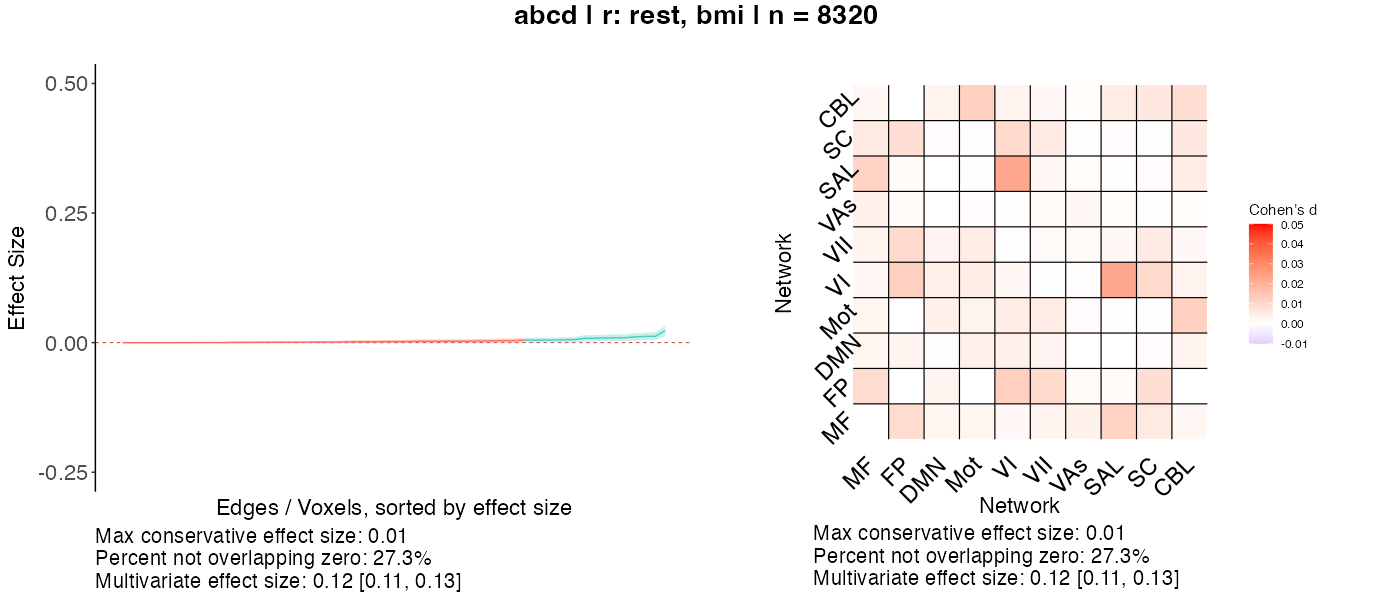 abcd | r: rest, bmi | n = 8320
0.50
0.25
0.00
-0.25
Effect Size
Edges / Voxels, sorted by effect size
Max conservative effect size: 0.01
Percent not overlapping zero: 27.3%
Multivariate effect size: 0.12 [0.11, 0.13]
Network
CBL
SC
SAL
VAs
VII
VI
Mot
DMN
FP
MF
MF FP DMN Mot VI VII VAs SAL SC CBL
Network
Max conservative effect size: 0.01
Percent not overlapping zero: 27.3%
Multivariate effect size: 0.12 [0.11, 0.13]
Cohen's d
0.05
0.04
0.03
0.02
0.01
0.00
-0.01